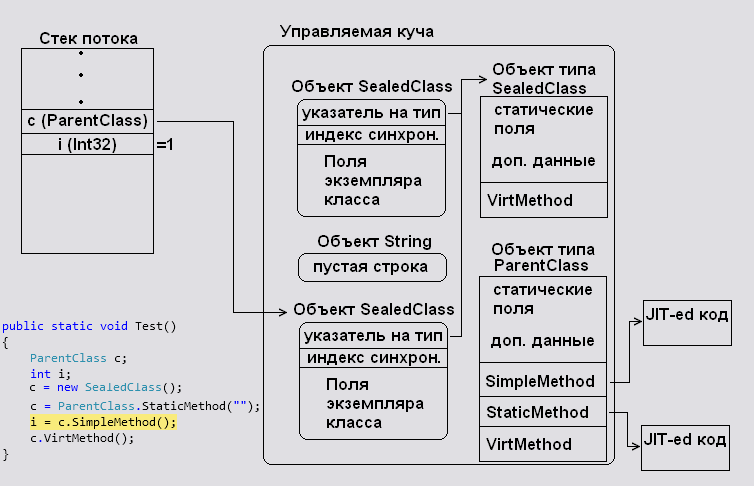 Управляемая куча
Стек потока
c (ParentClass)
i (Int32)
=1
Объект SealedClass
указатель на тип
индекс синхрон.
Поля
экземпляра
класса
Объект String
пустая строка
Объект SealedClass
указатель на тип
индекс синхрон.
Поля
экземпляра
класса
Объект типа
SealedClass
статические
поля
доп. данные
VirtMethod
Объект типа
ParentClass
статические
поля
доп. данные
SimpleMethod
StaticMethod
VirtMethod
JIT-ed код
JIT-ed код
public static void Test()
{
ParentClass c;
int i;
c = new SealedClass();
c = ParentClass.StaticMethod("");
i = c.SimpleMethod();
c.VirtMethod();
}